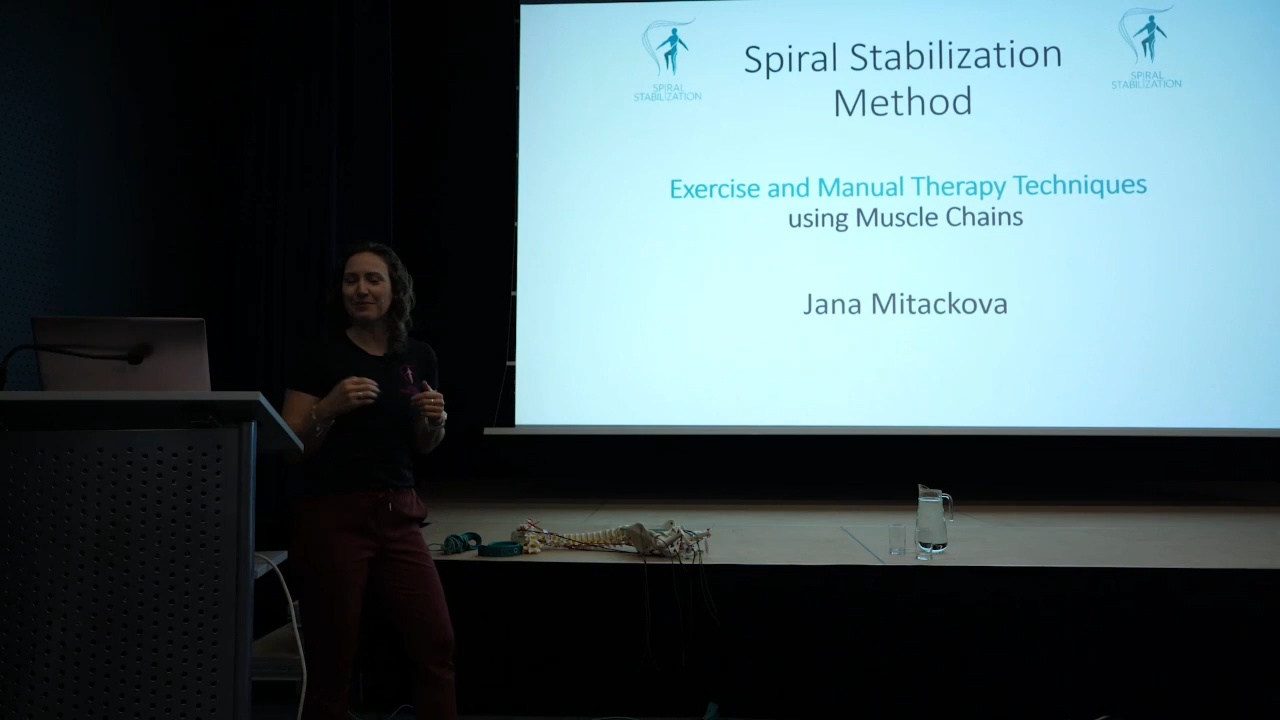 SPIRAL
STABILIZATION
SPIRAL
STABILIZATION
Spiral Stabilization
Method
Exercise and Manual Therapy Techniques
using Muscle Chains
Jana Mitackova